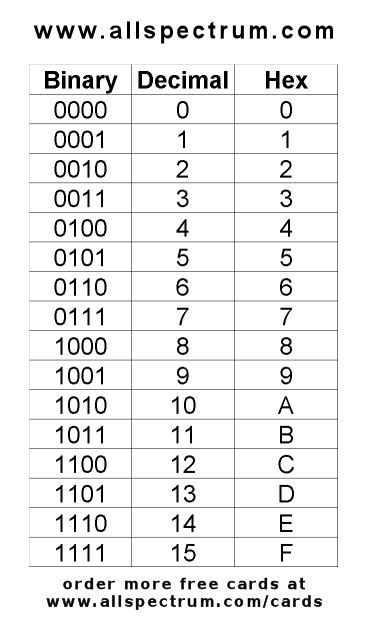 www.allspectrum.com
Binary Decimal Hex
0000 0 0
0001 1 1
0010 2 2
0011 3 3
0100 4 4
0101 5 5
0110 6 6
0111 7 7
1000 8 8
1001 9 9
1010 10 A
1011 11 B
1100 12 C
1101 13 D
1110 14 E
1111 15 F
order more free cards at
www.allspectrum.com/cards